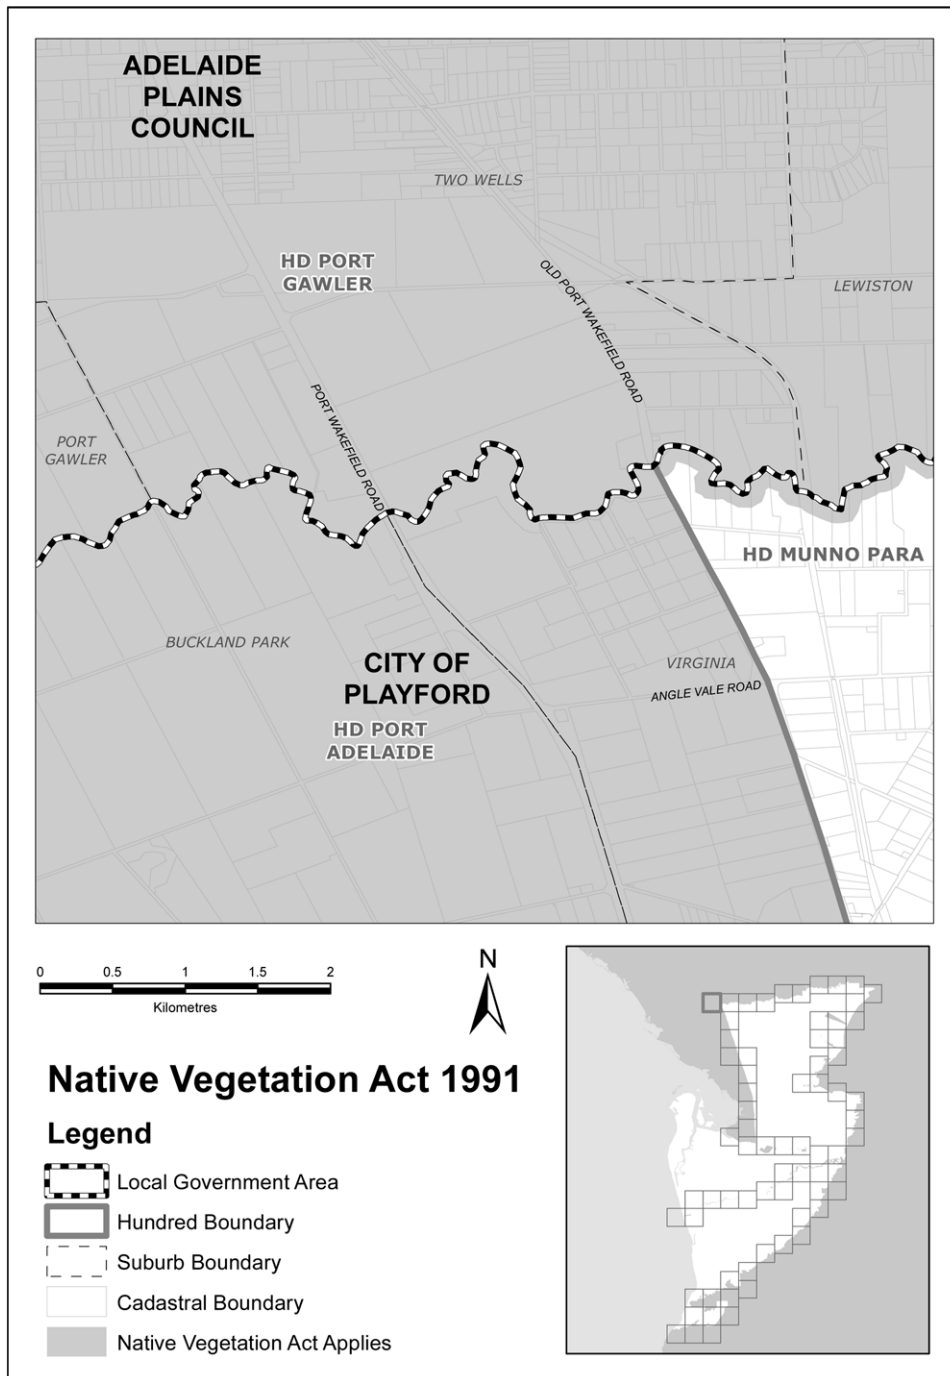 ADELAIDE
PLAINS
COUNCIL
TWO WELLS
HD PORT
GAWLER
OLD PORT WAKEFIELD ROAD
LEWISTON
PORT WAKEFIELD ROAD
PORT
GAWLER
HD MUNNO PARA
BUCKLAND PARK
CITY OF
PLAYFORD
VIRGINIA
ANGLE VALE ROAD
HD PORT
ADELAIDE
0 0.5 1 1.5 2
Kilometres
N
Native Vegetation Act 1991
Legend
Local Government Area
Hundred Boundary
Suburb Boundary
Cadastral Boundary
Native Vegetation Act Applies